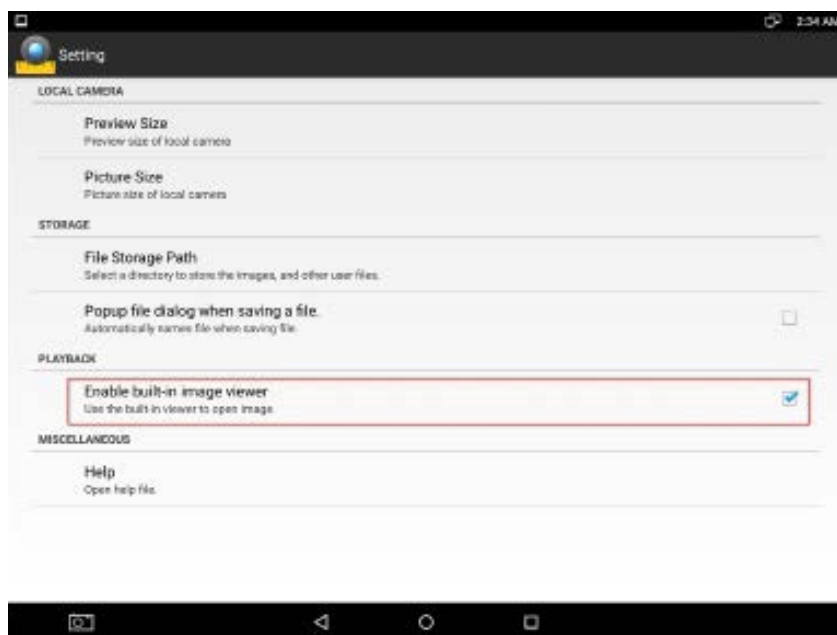 2:34 AM
Setting
LOCAL CAMERA
Preview Size
Preview size of local camera
Picture Size
Picture size of local camera
STORAGE
File Storage Path
Select a directory to store the images, and other user files.
Popup file dialog when saving a file.
Automatically names file when saving file.
PLAYBACK
Enable built-in image viewer
Use the built-in viewer to open image.
MISCELLANEOUS
Help
Open help file.